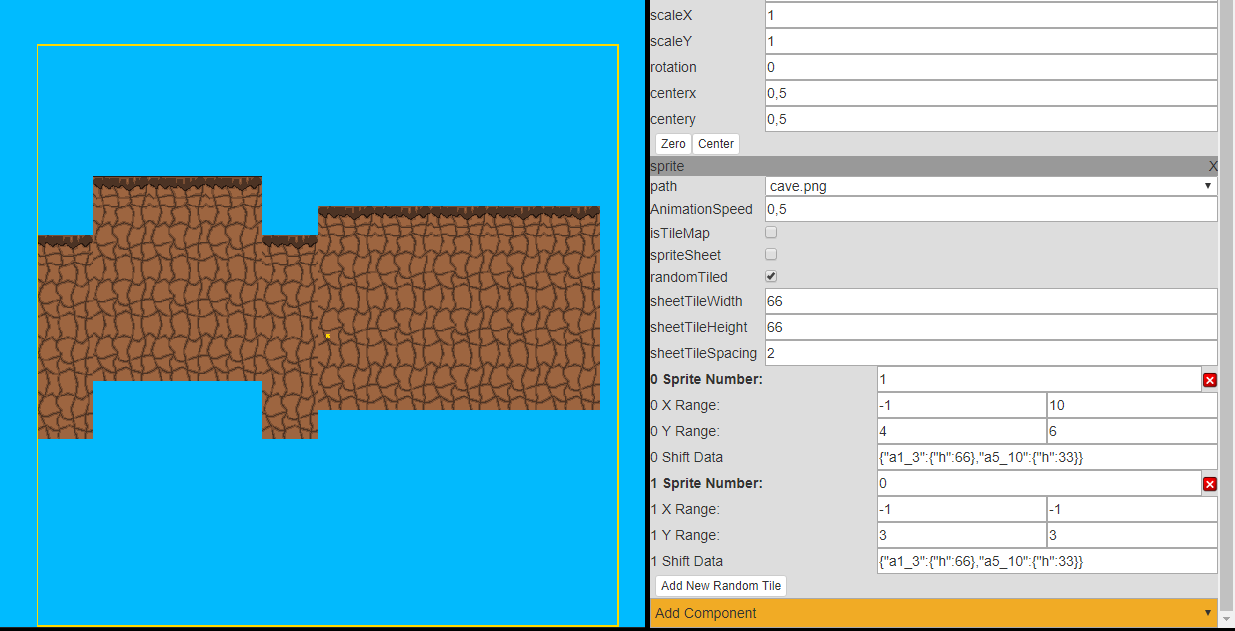 scaleX 1
scaleY 1
rotation 0
centerx 0,5
centery 0,5
Zero Center
sprite X
path cave.png
AnimationSpeed 0,5
isTileMap
spriteSheet
randomTiled
sheetTileWidth 66
sheetTileHeight 66
sheetTileSpacing 2
0 Sprite Number: 1
0 X Range: -1 10
0 Y Range: 4 6
0 Shift Data {"a1_3":{"h":66},"a5_10":{"h":33}}
1 Sprite Number: 0
1 X Range: -1 -1
1 Y Range: 3 3
1 Shift Data {"a1_3":{"h":66},"a5_10":{"h":33}}
Add New Random Tile
Add Component